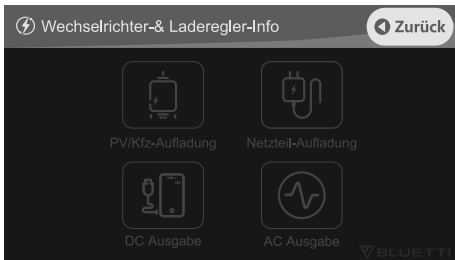 Wechselrichter-& Laderegler-Info
Zurück
PV/Kfz-Aufladung
Netzteil-Aufladung
DC Ausgabe
AC Ausgabe
BLUETTI